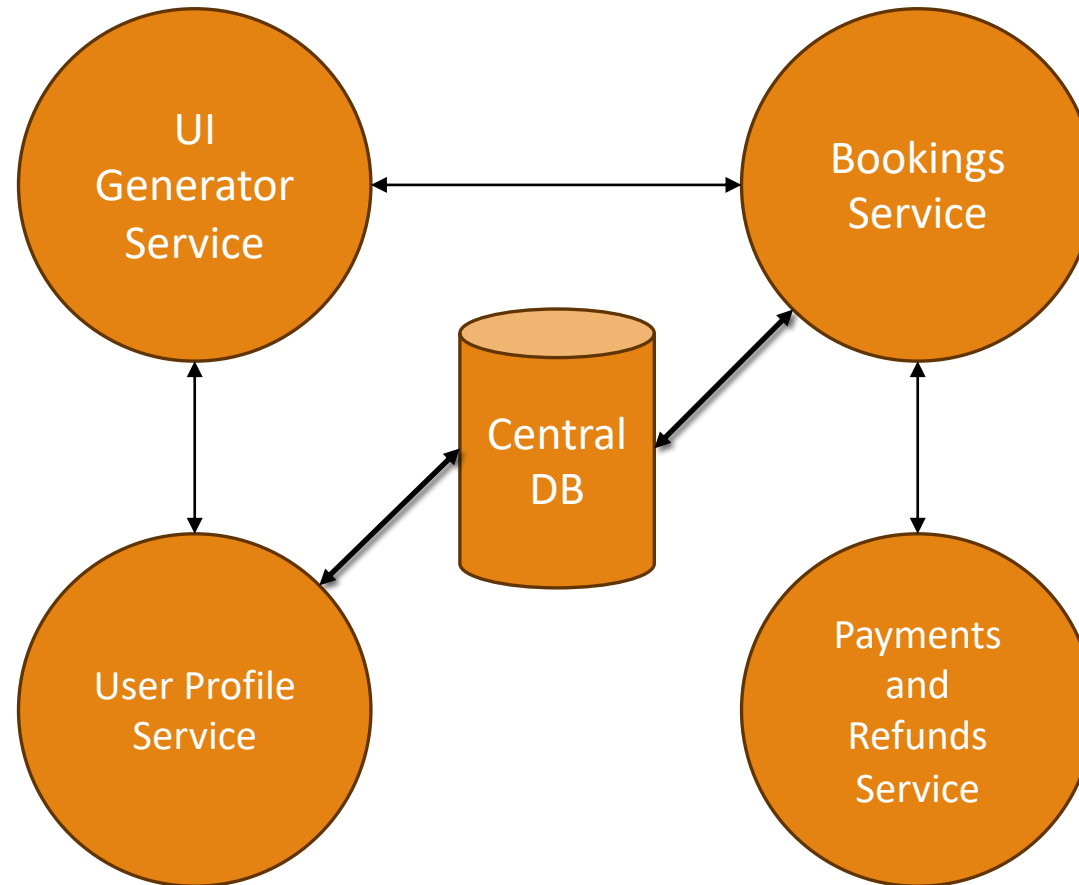 UI
Generator
Service
Bookings
Service
Central
DB
User Profile
Service
Payments
and
Refunds
Service